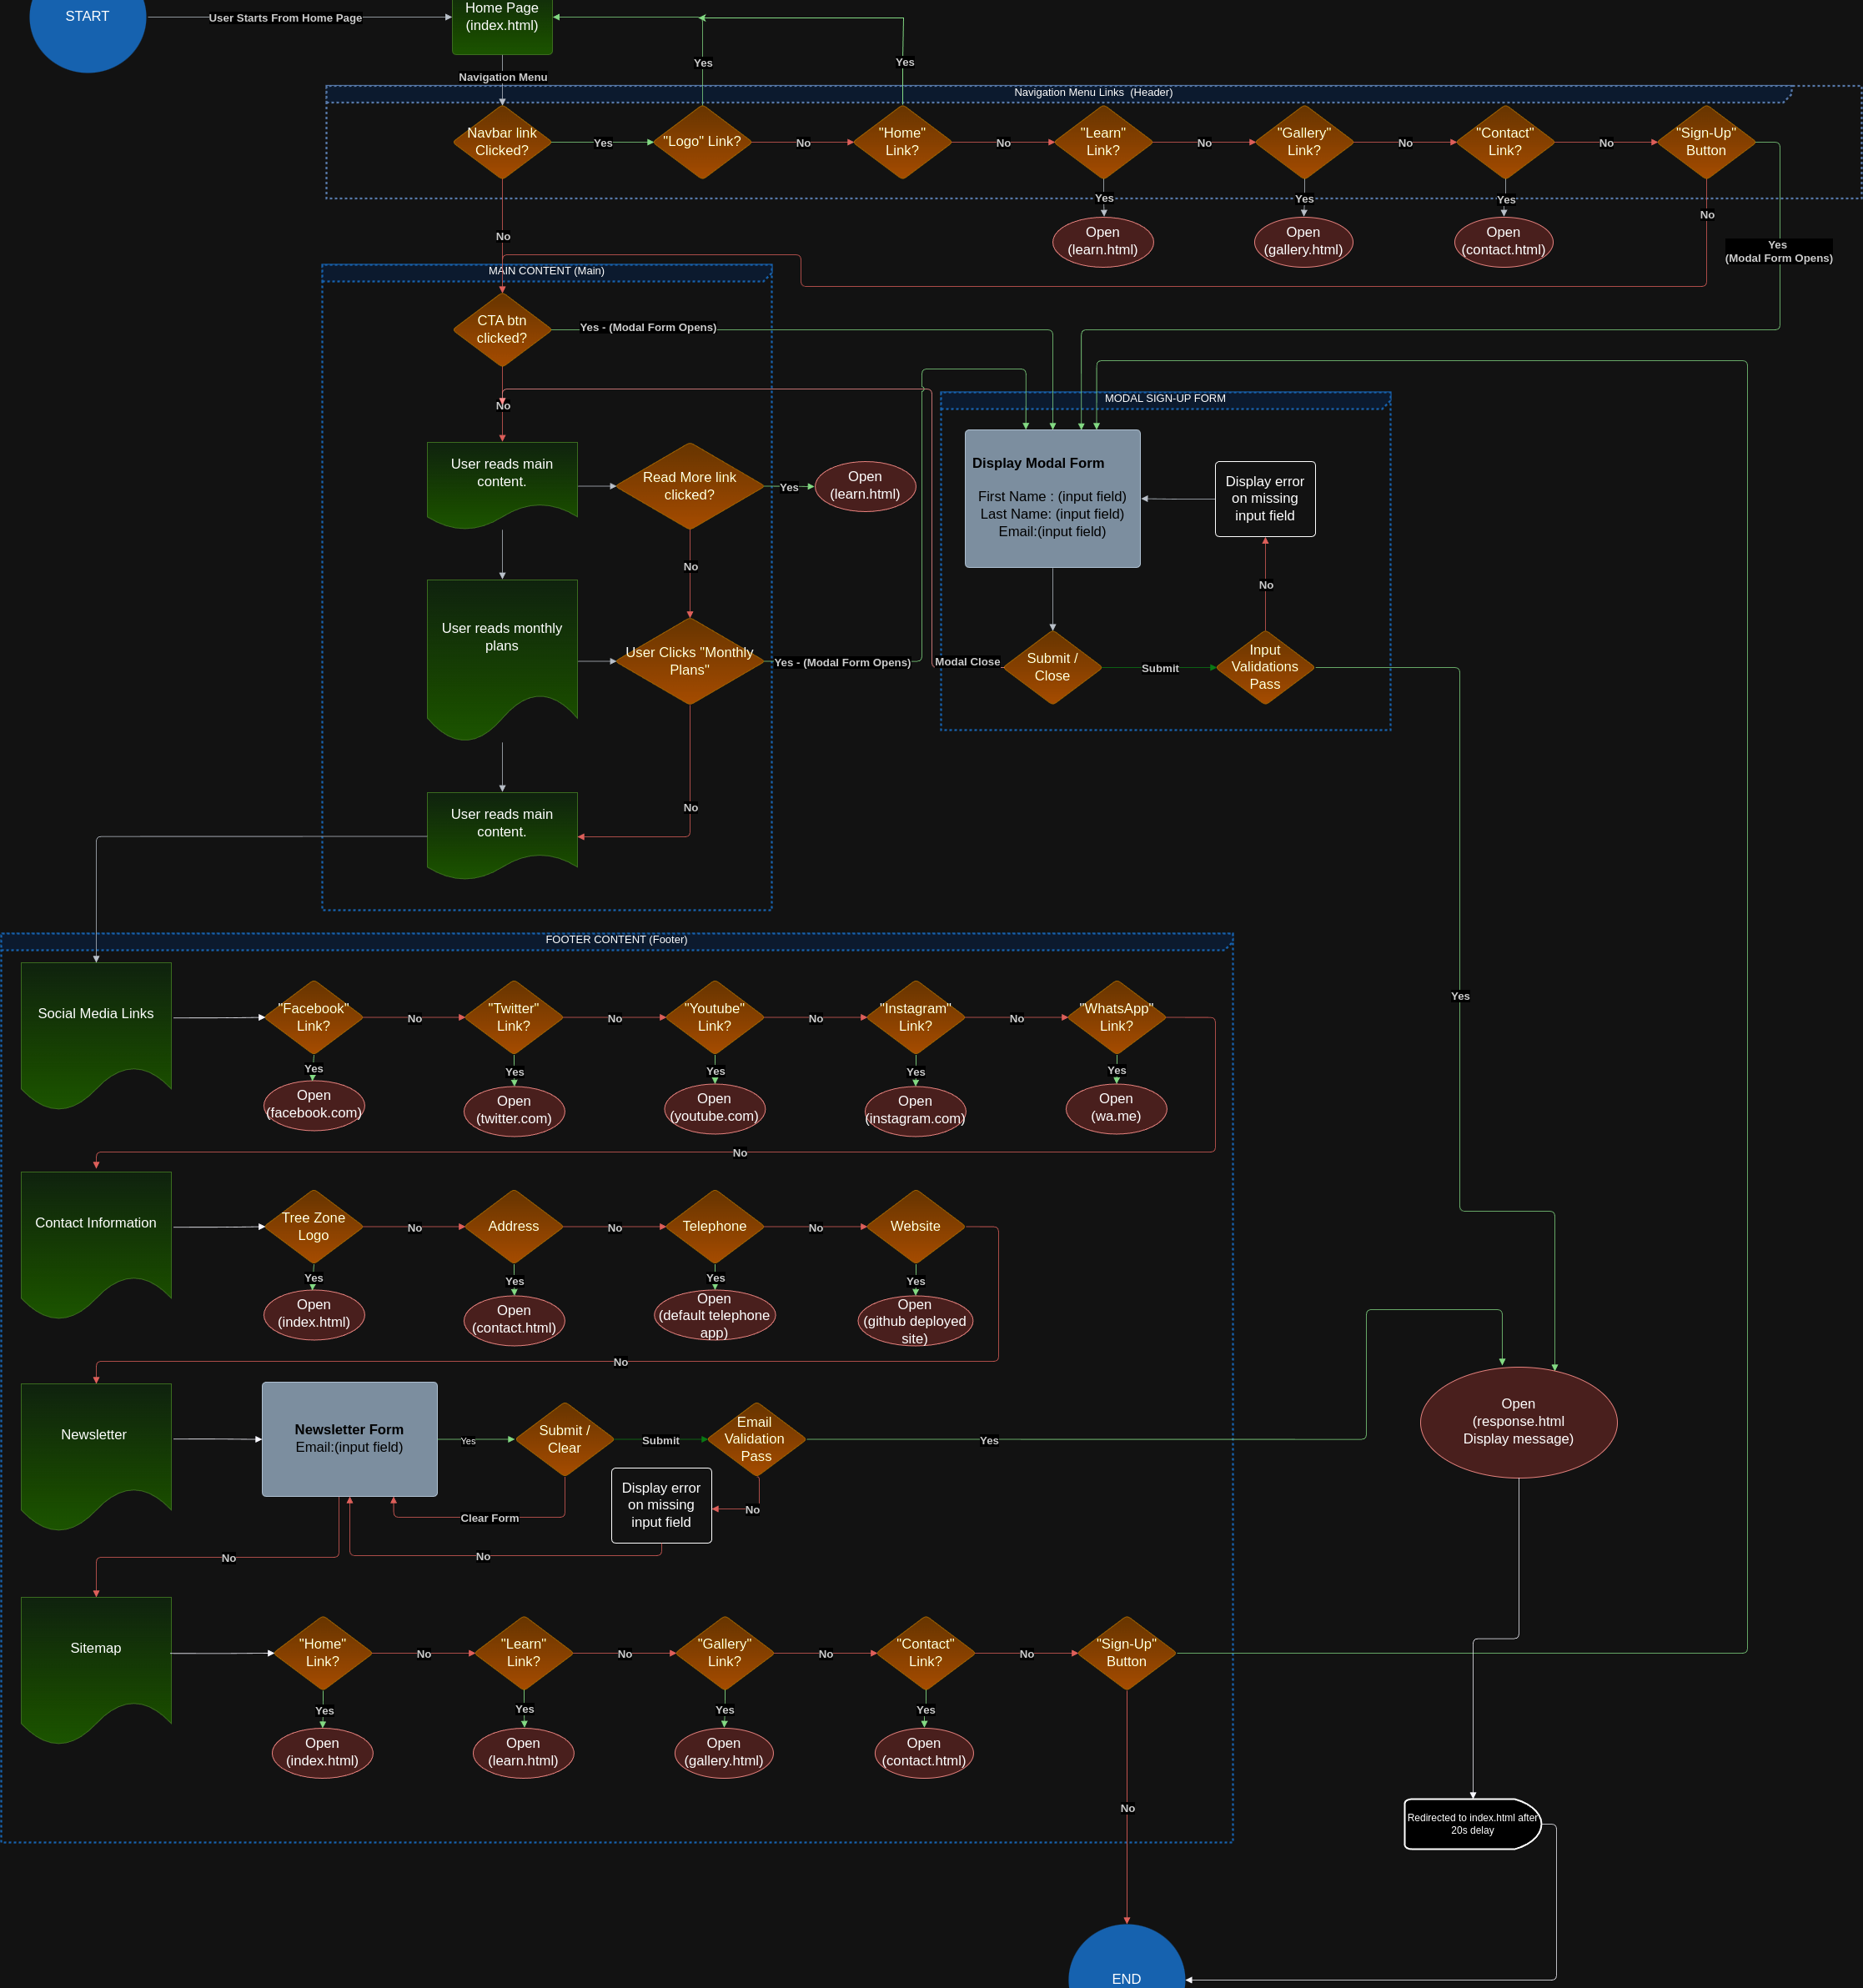 START
User Starts From Home Page
Home Page
(index.html)
Yes
Yes
Navigation Menu
Navigation Menu Links  (Header)
Navbar link
Clicked?
Yes
"Logo" Link?
No
"Home"
Link?
No
"Learn"
Link?
No
"Gallery"
Link?
No
"Contact"
Link?
No
"Sign-Up"
Button
Yes
Yes
Yes
No
Open
(learn.html)
Open
(gallery.html)
Open
(contact.html)
Yes
(Modal Form Opens)
No
MAIN CONTENT (Main)
CTA btn
clicked?
Yes - (Modal Form Opens)
No
User reads main
content.
Read More link
clicked?
Yes
Open
(learn.html)
No
User reads monthly
plans
User Clicks "Monthly
Plans"
Yes - (Modal Form Opens)
No
User reads main
content.
MODAL SIGN-UP FORM
Display Modal Form
First Name : (input field)
Last Name: (input field)
Email:(input field)
Display error
on missing
input field
No
Modal Close
Submit /
Close
Submit
Input
Validations
Pass
Yes
FOOTER CONTENT (Footer)
Social Media Links
"Facebook"
Link?
No
"Twitter"
Link?
No
"Youtube"
Link?
No
"Instagram"
Link?
No
"WhatsApp"
Link?
Yes
Yes
Yes
Yes
Yes
Open
(facebook.com)
Open
(twitter.com)
Open
(youtube.com)
Open
(instagram.com)
Open
(wa.me)
No
Contact Information
Tree Zone
Logo
No
Address
No
Telephone
No
Website
Yes
Yes
Yes
Yes
Open
(index.html)
Open
(contact.html)
Open
(default telephone
app)
Open
(github deployed
site)
No
Newsletter
Newsletter Form
Email:(input field)
Yes
Submit /
Clear
Submit
Email
Validation
Pass
Yes
Open
(response.html
Display message)
Display error
on missing
input field
No
Clear Form
No
No
Sitemap
"Home"
Link?
No
"Learn"
Link?
No
"Gallery"
Link?
No
"Contact"
Link?
No
"Sign-Up"
Button
Yes
Yes
Yes
Yes
Open
(index.html)
Open
(learn.html)
Open
(gallery.html)
Open
(contact.html)
No
Redirected to index.html after
20s delay
END